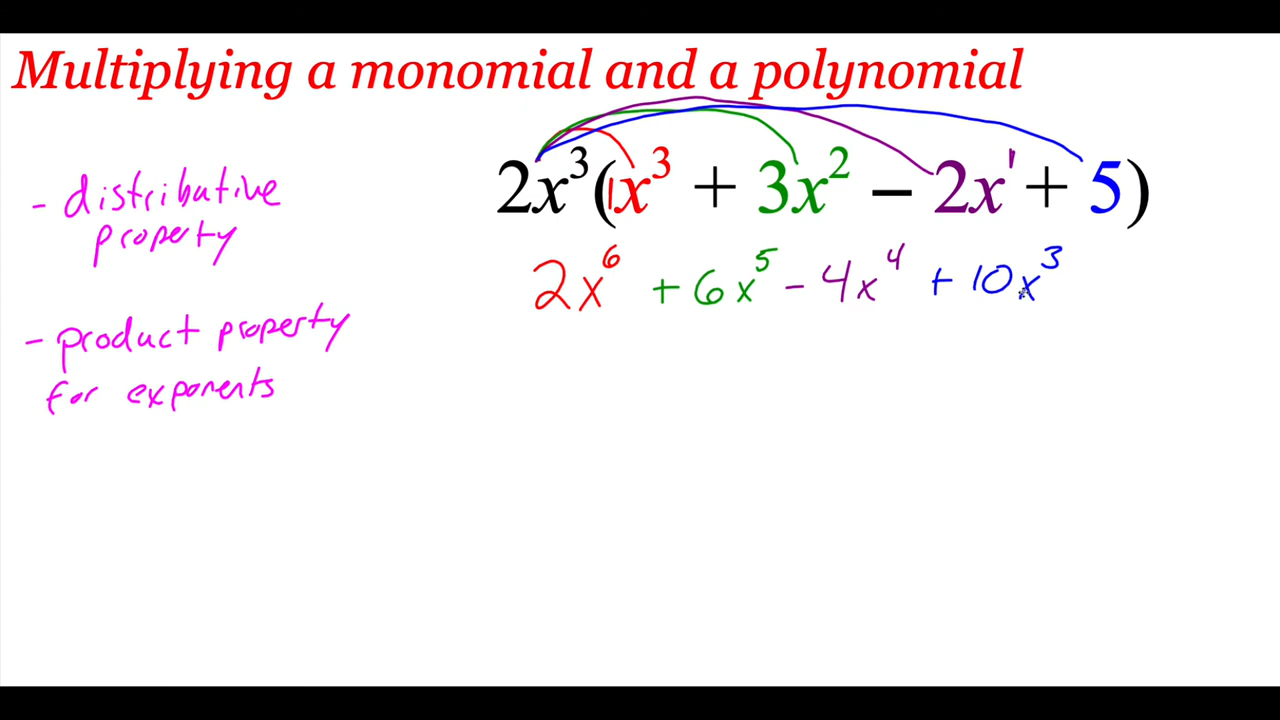 Multiplying a monomial and a polynomial
2x³(1x³ + 3x² − 2x¹ + 5)
2x⁶ + 6x⁵ − 4x⁴ + 10x³
- distributive
property
- product property
for exponents